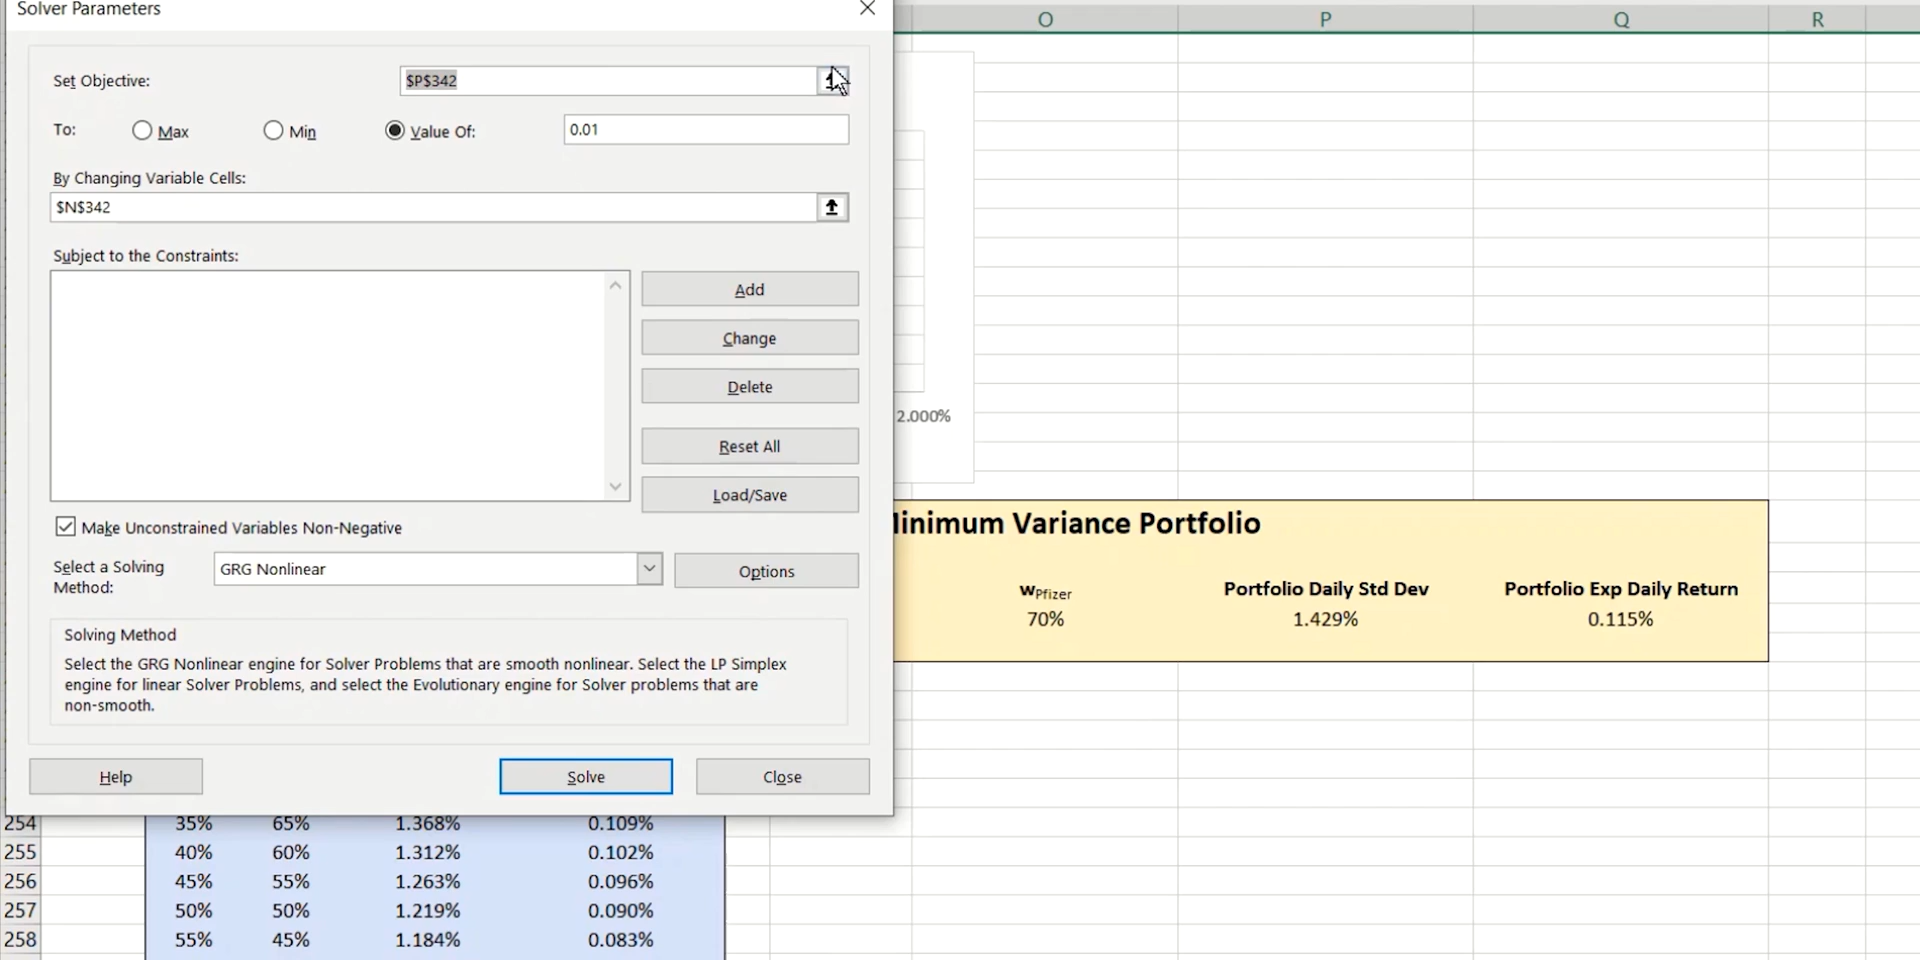 Solver Parameters
O P Q R
Set Objective: $P$342
To: Max Min Value Of: 0.01
By Changing Variable Cells:
$N$342
Subject to the Constraints:
Add
Change
Delete
Reset All
Load/Save
Make Unconstrained Variables Non-Negative
Select a Solving Method: GRG Nonlinear Options
Solving Method
Select the GRG Nonlinear engine for Solver Problems that are smooth nonlinear. Select the LP Simplex
engine for linear Solver Problems, and select the Evolutionary engine for Solver problems that are
non-smooth.
Help Solve Close
2.000%
Minimum Variance Portfolio
wPfizer Portfolio Daily Std Dev Portfolio Exp Daily Return
70% 1.429% 0.115%
254 35% 65% 1.368% 0.109%
255 40% 60% 1.312% 0.102%
256 45% 55% 1.263% 0.096%
257 50% 50% 1.219% 0.090%
258 55% 45% 1.184% 0.083%